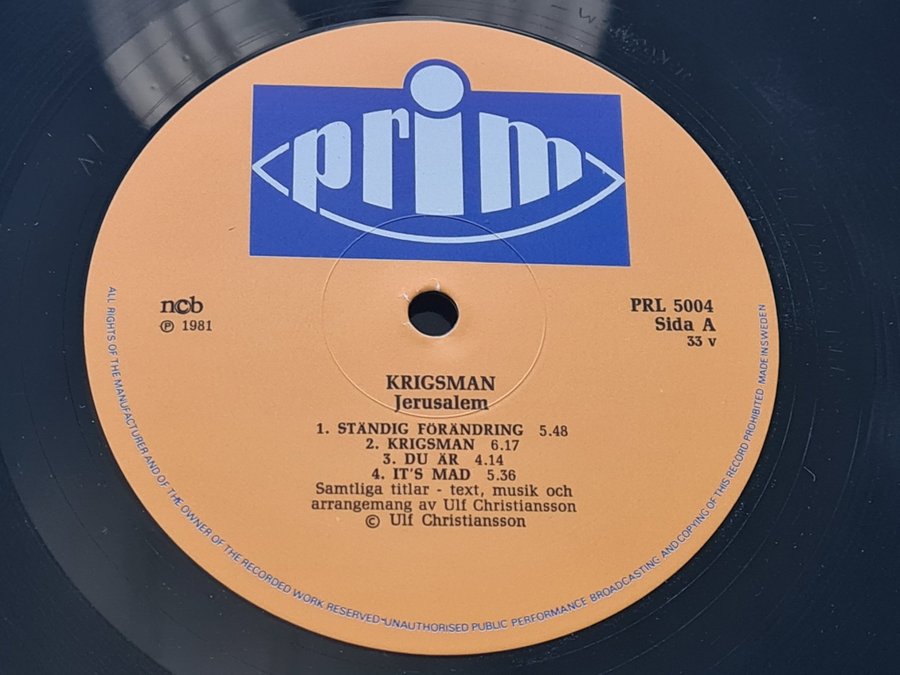 prim
ncb
℗ 1981
PRL 5004
Sida A
33 v
KRIGSMAN
Jerusalem
1. STÄNDIG FÖRÄNDRING 5.48
2. KRIGSMAN 6.17
3. DU ÄR 4.14
4. IT'S MAD 5.36
Samtliga titlar - text, musik och
arrangemang av Ulf Christiansson
© Ulf Christiansson
ALL RIGHTS OF THE MANUFACTURER AND OF THE OWNER OF THE RECORDED WORK RESERVED-UNAUTHORISED PUBLIC PERFORMANCE BROADCASTING AND COPYING OF THIS RECORD PROHIBITED MADE IN SWEDEN